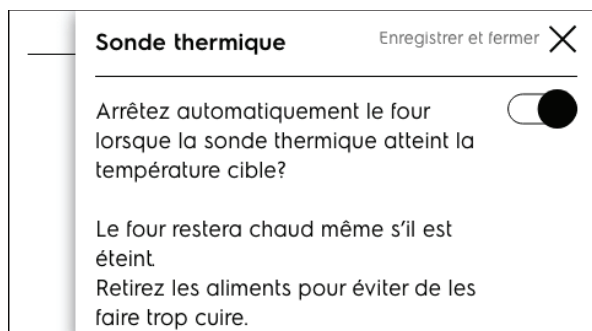 Sonde thermique
Enregistrer et fermer
Arrêtez automatiquement le four
lorsque la sonde thermique atteint la
température cible?
Le four restera chaud même s'il est
éteint.
Retirez les aliments pour éviter de les
faire trop cuire.